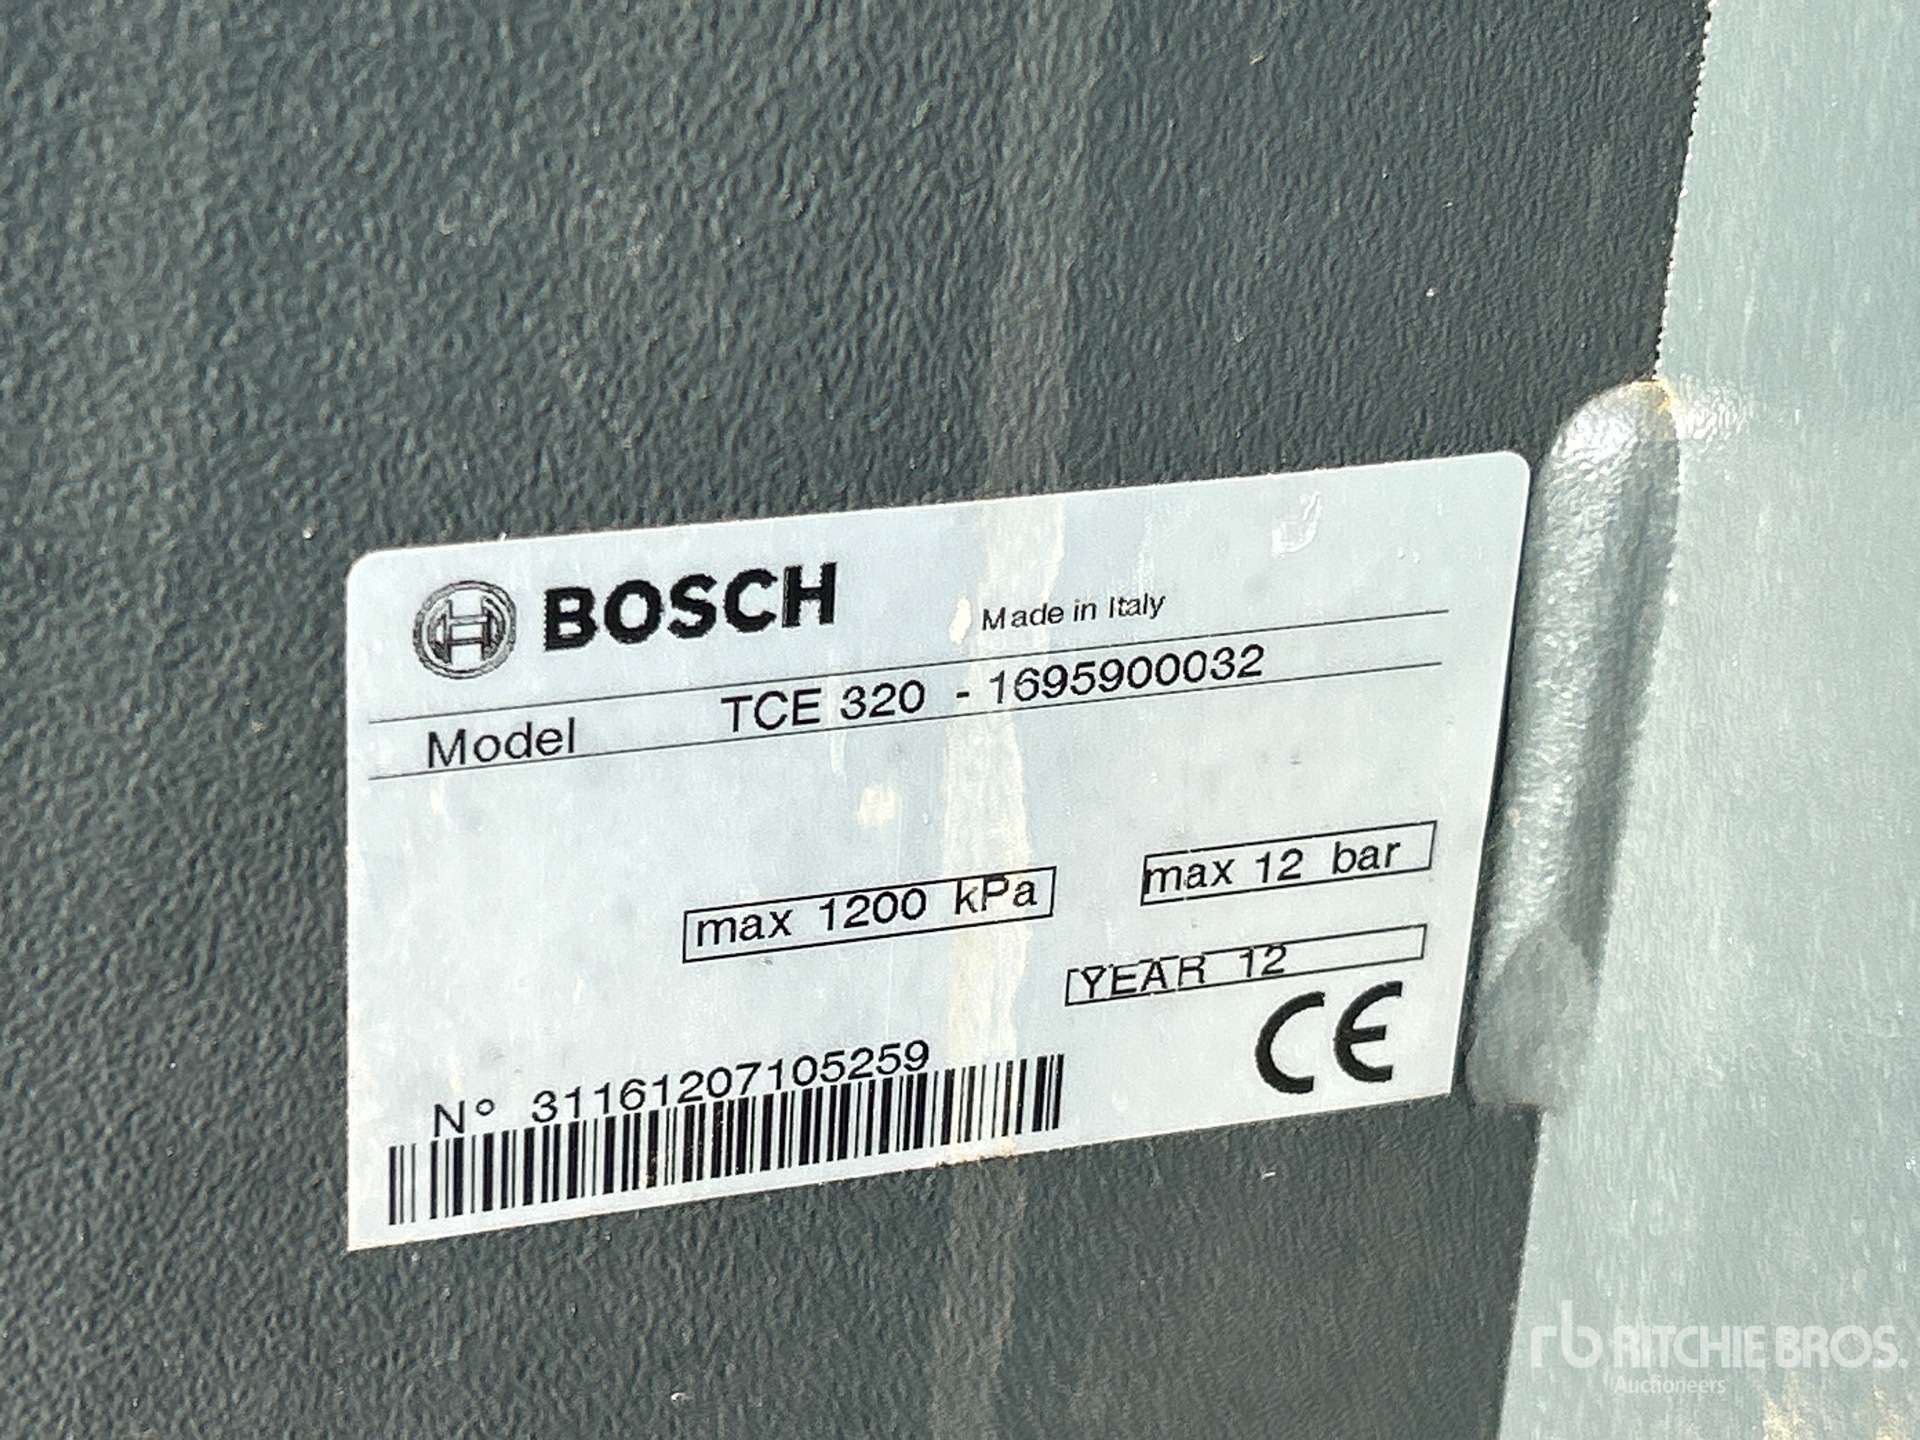 BOSCH Made in Italy
Model TCE 320 - 1695900032
max 1200 kPa max 12 bar
YEAR 12
CE
N° 31161207105259
rb RITCHIE BROS.
Auctioneers